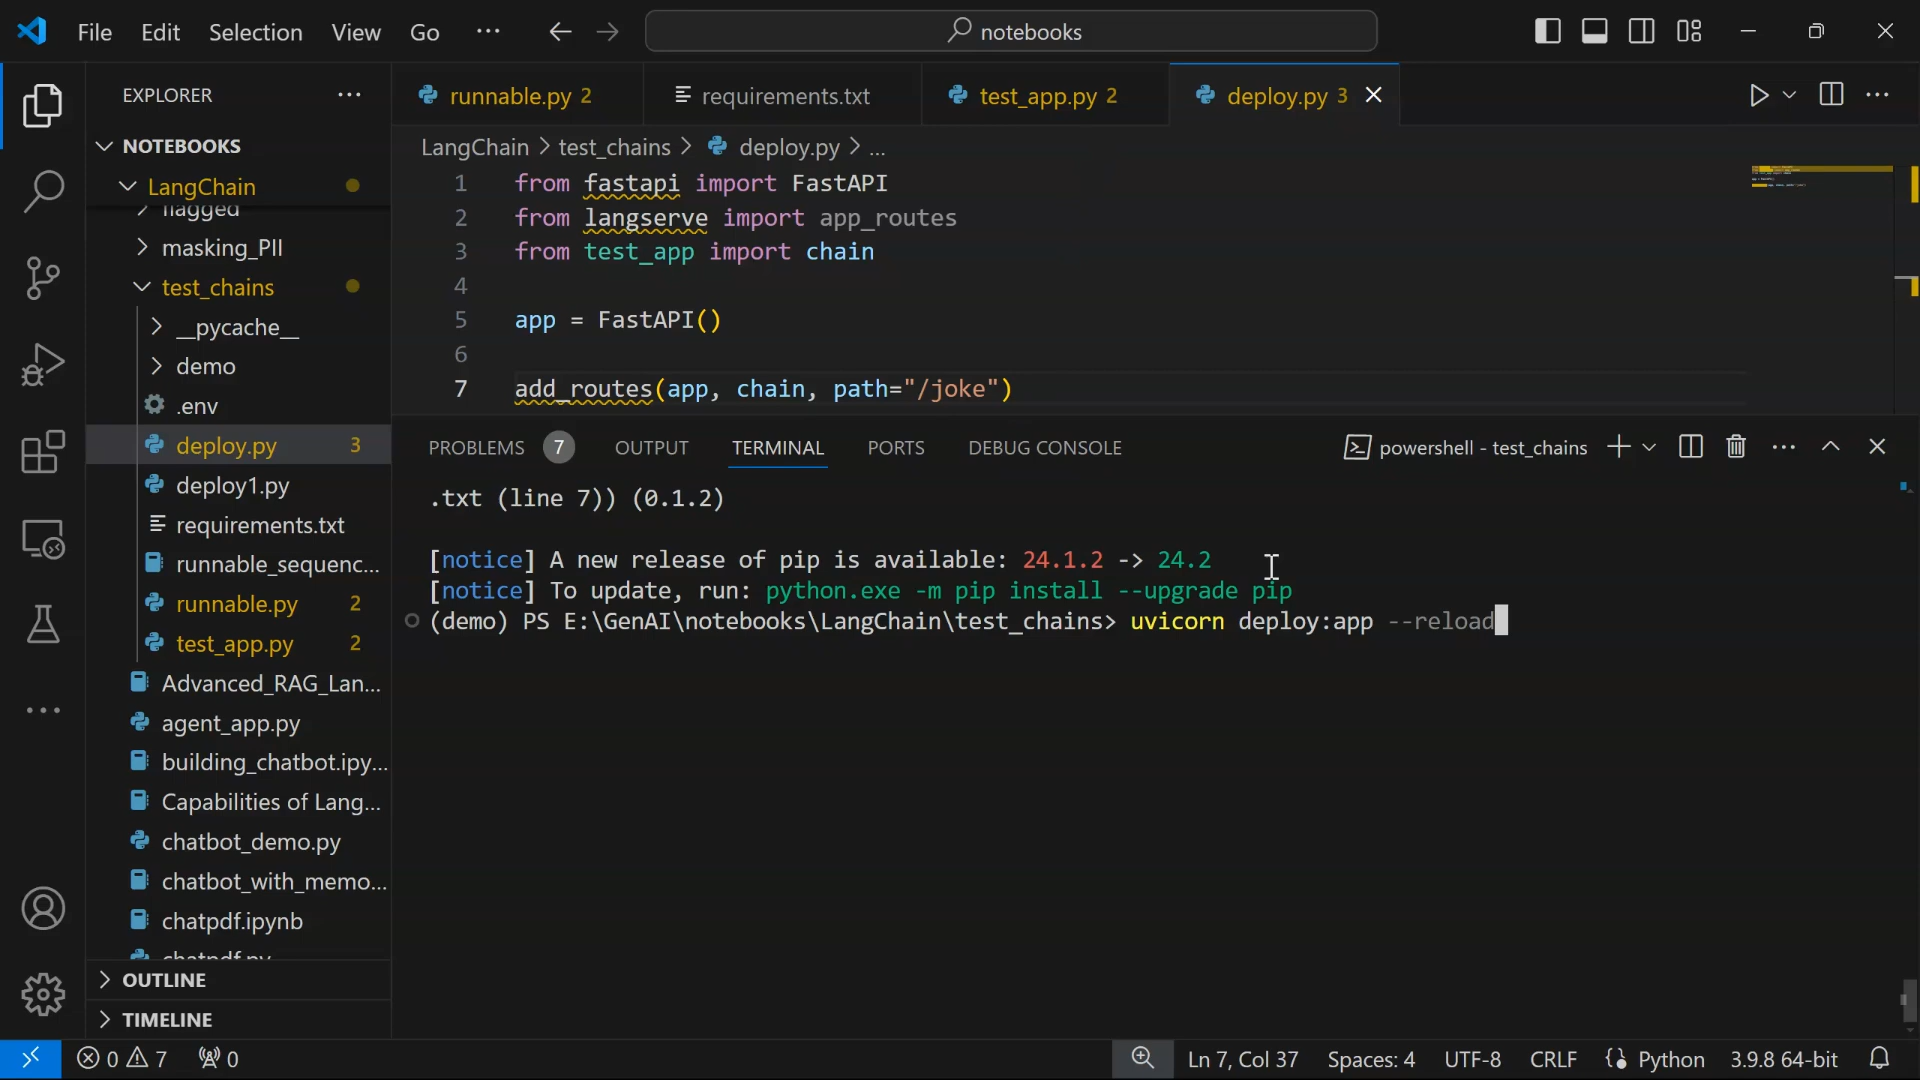 File Edit Selection View Go ··· notebooks
EXPLORER ···
NOTEBOOKS
LangChain
flagged
masking_PII
test_chains
__pycache__
demo
.env
deploy.py 3
deploy1.py
requirements.txt
runnable_sequenc...
runnable.py 2
test_app.py 2
Advanced_RAG_Lan...
agent_app.py
building_chatbot.ipy...
Capabilities of Lang...
chatbot_demo.py
chatbot_with_memo...
chatpdf.ipynb
chatpdf.py
OUTLINE
TIMELINE
runnable.py 2 requirements.txt test_app.py 2 deploy.py 3
LangChain > test_chains > deploy.py > ...
1 from fastapi import FastAPI
2 from langserve import app_routes
3 from test_app import chain
4
5 app = FastAPI()
6
7 add_routes(app, chain, path="/joke")
PROBLEMS 7 OUTPUT TERMINAL PORTS DEBUG CONSOLE powershell - test_chains
.txt (line 7)) (0.1.2)
[notice] A new release of pip is available: 24.1.2 -> 24.2
[notice] To update, run: python.exe -m pip install --upgrade pip
(demo) PS E:\GenAI\notebooks\LangChain\test_chains> uvicorn deploy:app --reload
0 7 0 Ln 7, Col 37 Spaces: 4 UTF-8 CRLF Python 3.9.8 64-bit